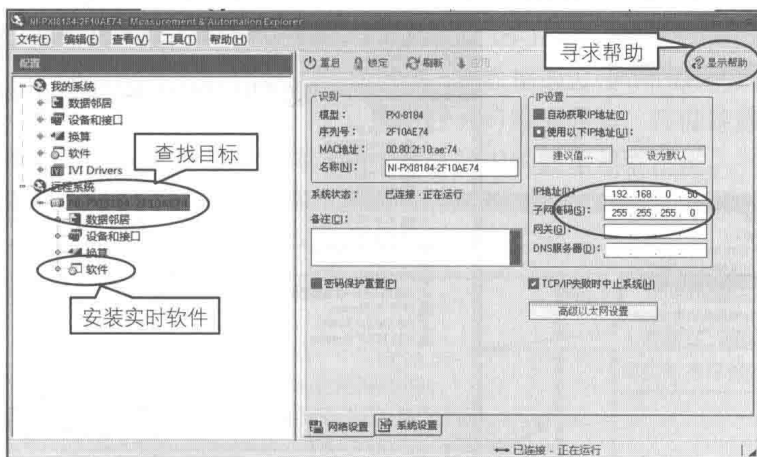 NI-PXI8184-2F10AE74 - Measurement & Automation Explorer
文件(F) 编辑(E) 查看(V) 工具(T) 帮助(H)
配置
重启 锁定 刷新 应用
显示帮助
寻求帮助
我的系统
数据邻居
设备和接口
换算
软件
IVI Drivers
远程系统
NI-PXI8184-2F10AE74
数据邻居
设备和接口
换算
软件
查找目标
安装实时软件
识别
模型： PXI-8184
序列号： 2F10AE74
MAC地址： 00:80:2f:10:ae:74
名称(N)： NI-PXI8184-2F10AE74
系统状态： 已连接 - 正在运行
备注(C)：
密码保护重置(P)
IP设置
自动获取IP地址(O)
使用以下IP地址(U)：
建议值... 设为默认
IP地址(I)： 192 . 168 . 0 . 50
子网掩码(S)： 255 . 255 . 255 . 0
网关(G)：
DNS服务器(D)：
TCP/IP失败时中止系统(H)
高级以太网设置
网络设置 系统设置
已连接 - 正在运行